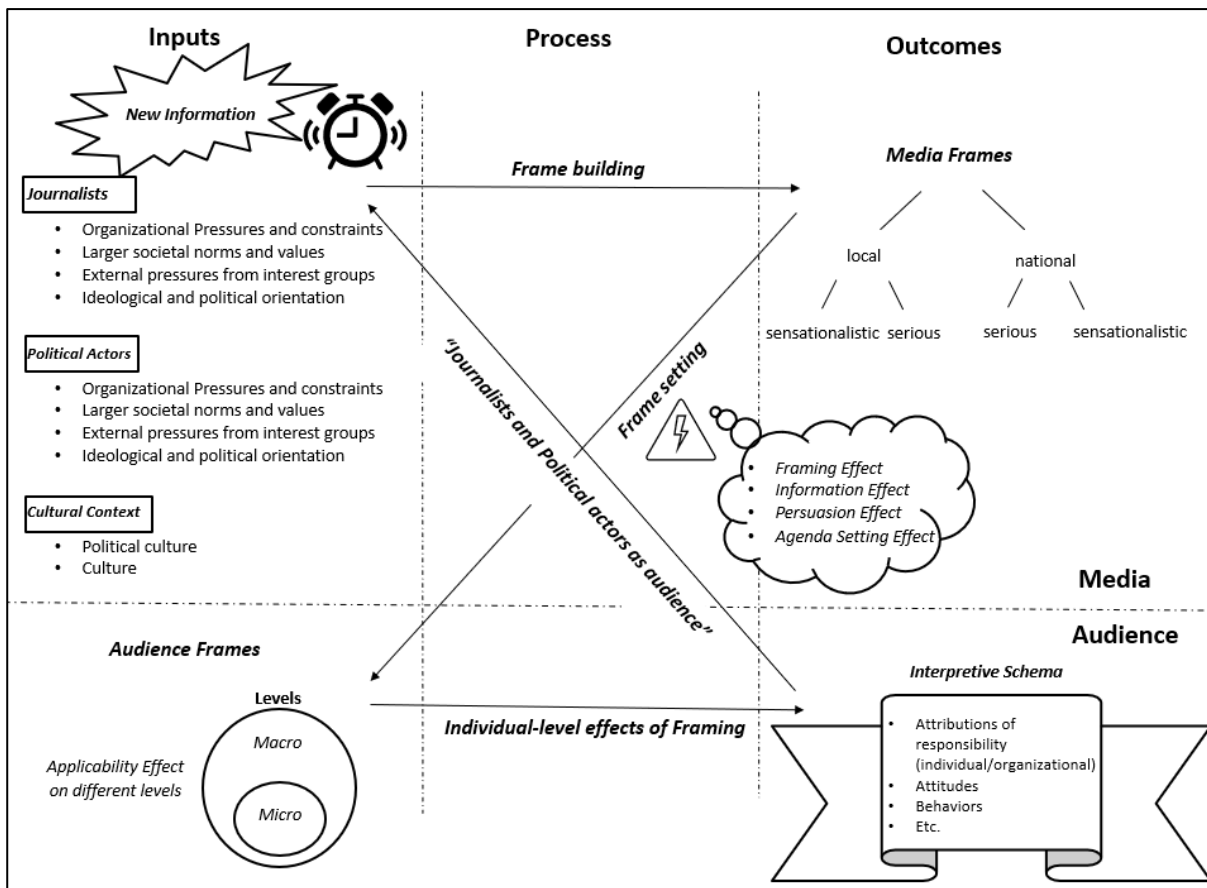 Inputs
Process
Outcomes
New Information
Journalists
• Organizational Pressures and constraints
• Larger societal norms and values
• External pressures from interest groups
• Ideological and political orientation
Political Actors
• Organizational Pressures and constraints
• Larger societal norms and values
• External pressures from interest groups
• Ideological and political orientation
Cultural Context
• Political culture
• Culture
Frame building
"Journalists and Political actors as audience"
Frame setting
Media Frames
local
national
sensationalistic
serious
serious
sensationalistic
• Framing Effect
• Information Effect
• Persuasion Effect
• Agenda Setting Effect
Media
Audience
Audience Frames
Levels
Macro
Micro
Applicability Effect
on different levels
Individual-level effects of Framing
Interpretive Schema
• Attributions of
responsibility
(individual/organizational)
• Attitudes
• Behaviors
• Etc.